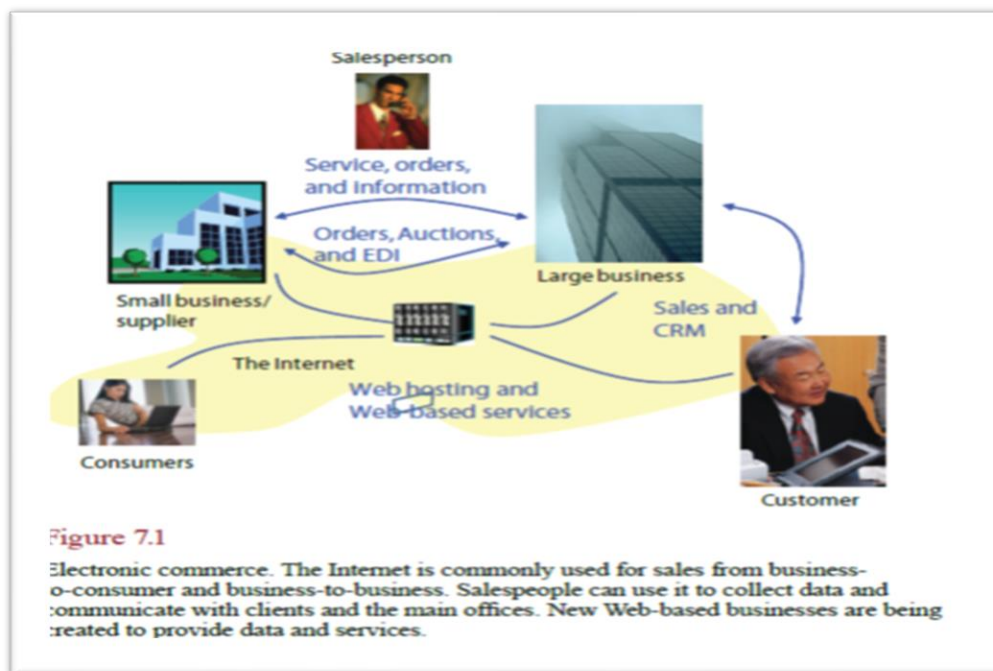 Salesperson
Service, orders,
and information
Orders, Auctions,
and EDI
Large business
Small business/
supplier
Sales and
CRM
The Internet
Web hosting and
Web-based services
Consumers
Customer
Figure 7.1
Electronic commerce. The Internet is commonly used for sales from business-
to-consumer and business-to-business. Salespeople can use it to collect data and
communicate with clients and the main offices. New Web-based businesses are being
created to provide data and services.